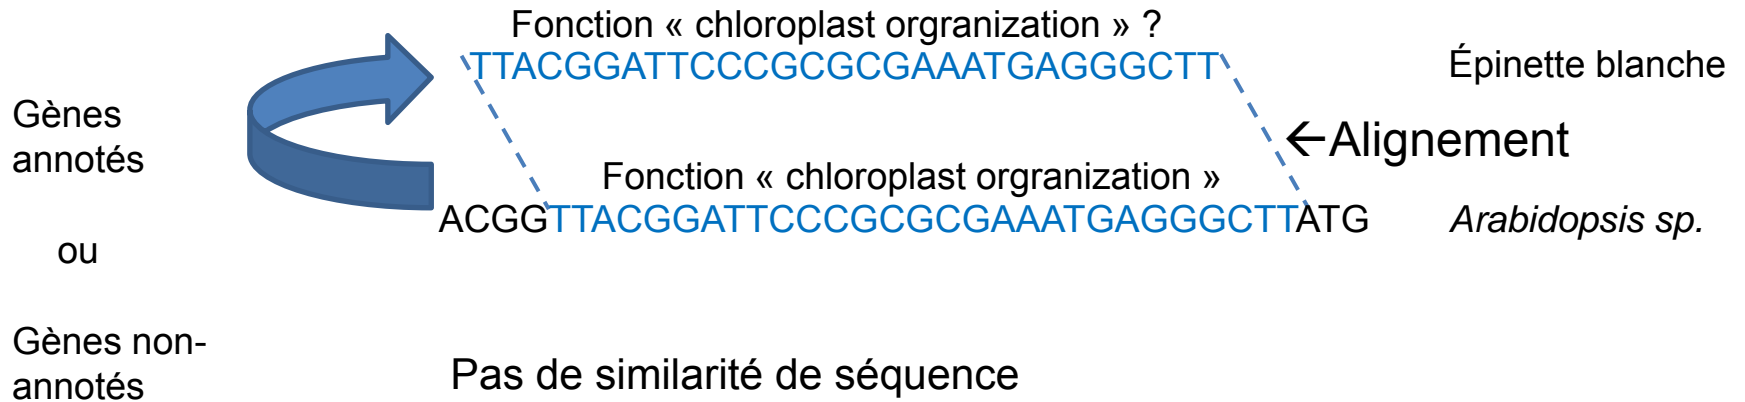 Fonction « chloroplast orgranization » ?
TTACGGATTCCCGCGCGAAATGAGGGCTT
Épinette blanche
Gènes
annotés
←Alignement
Fonction « chloroplast orgranization »
ACGGTTACGGATTCCCGCGCGAAATGAGGGCTTATG
Arabidopsis sp.
ou
Gènes non-
annotés
Pas de similarité de séquence